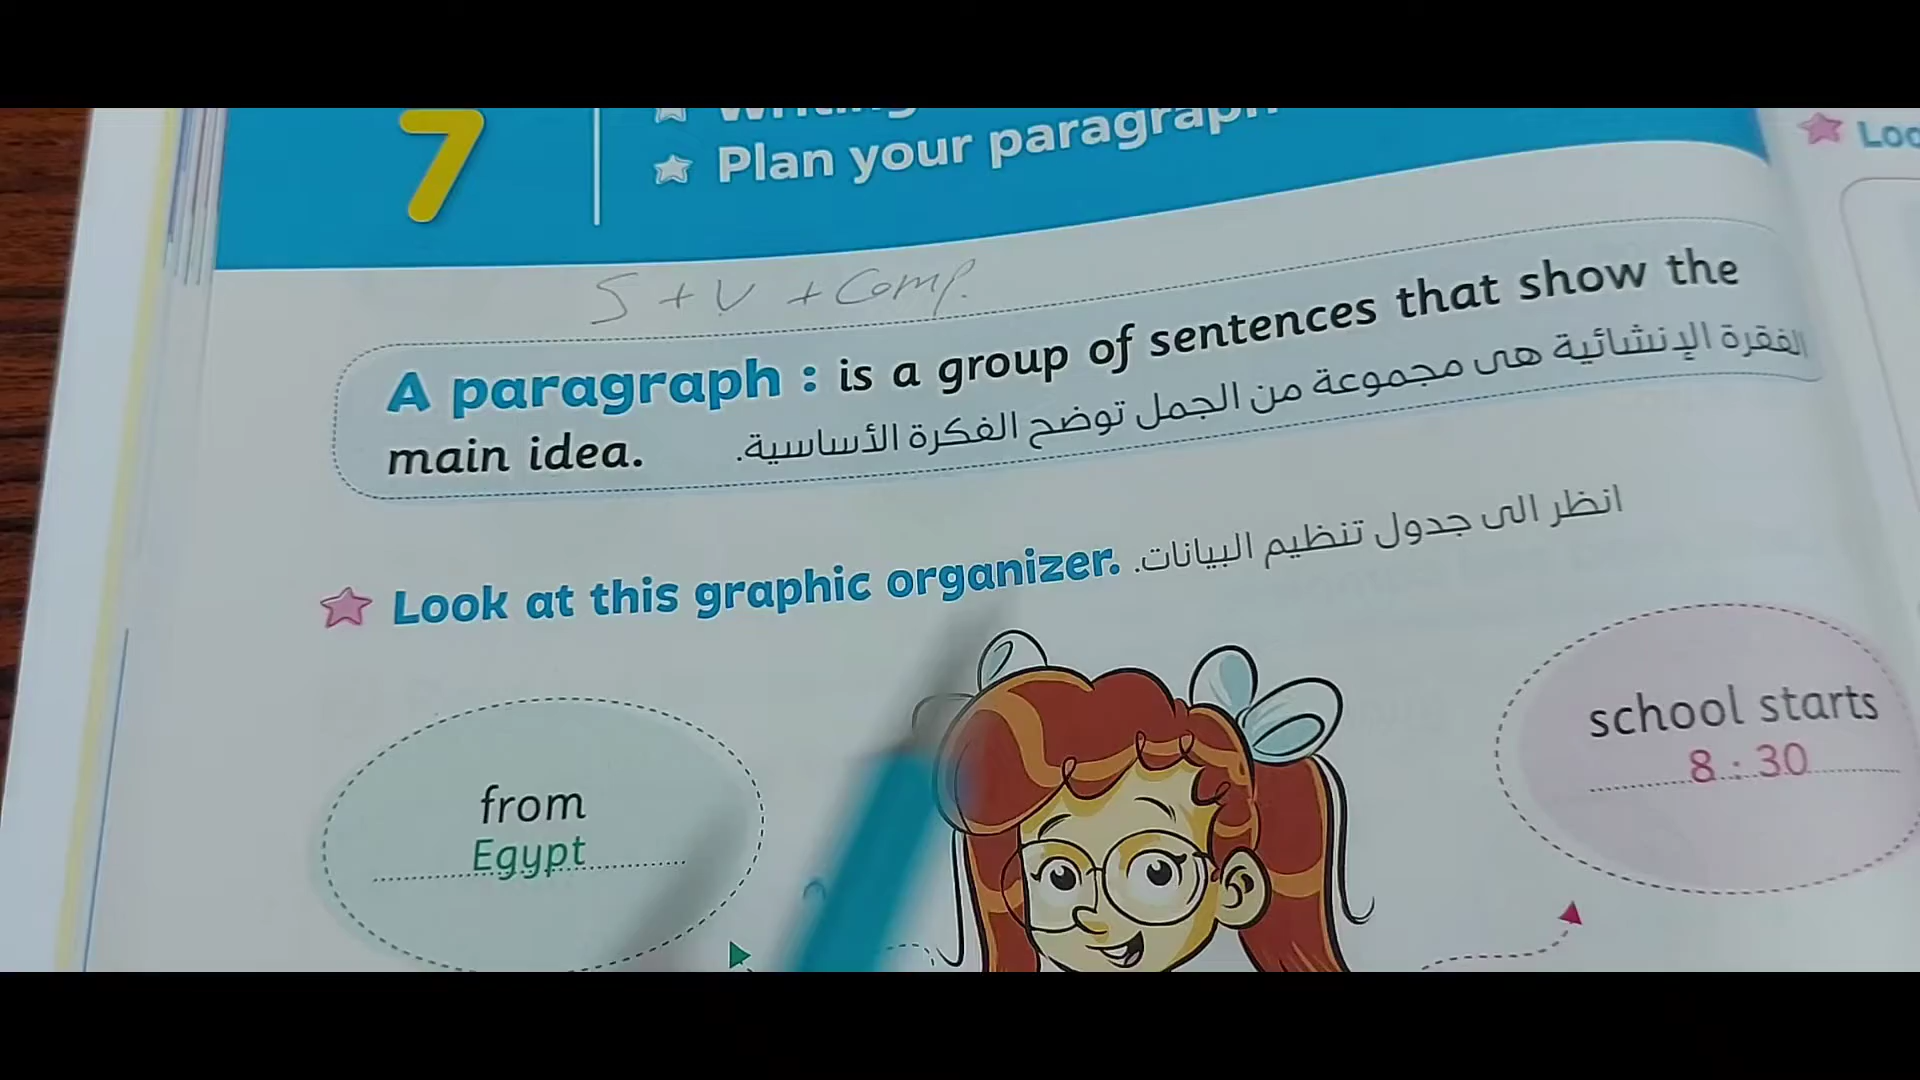 7
Writing
★ Plan your paragraph
Loo
S + V + Comp.
A paragraph : is a group of sentences that show the
main idea.
الفقرة الإنشائية هى مجموعة من الجمل توضح الفكرة الأساسية.
★ Look at this graphic organizer. انظر الى جدول تنظيم البيانات.
from
Egypt
school starts
8 : 30